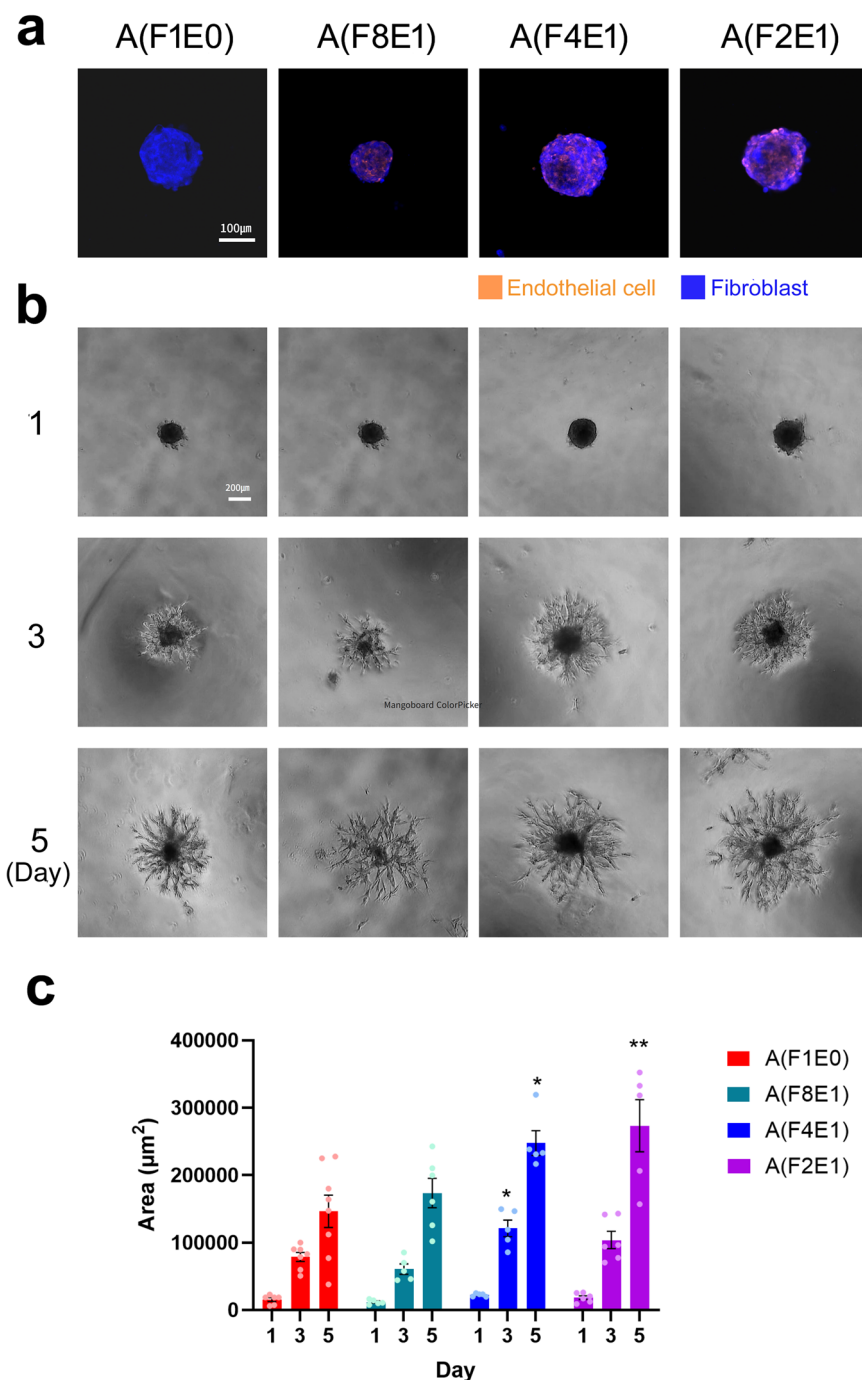 a
A(F1E0) A(F8E1) A(F4E1) A(F2E1)
100μm
Endothelial cell Fibroblast
b
1
200μm
3
Mangoboard ColorPicker
5
(Day)
c
400000
300000
200000
100000
0
Area (μm²)
*
*
**
1 3 5 1 3 5 1 3 5 1 3 5
Day
A(F1E0)
A(F8E1)
A(F4E1)
A(F2E1)